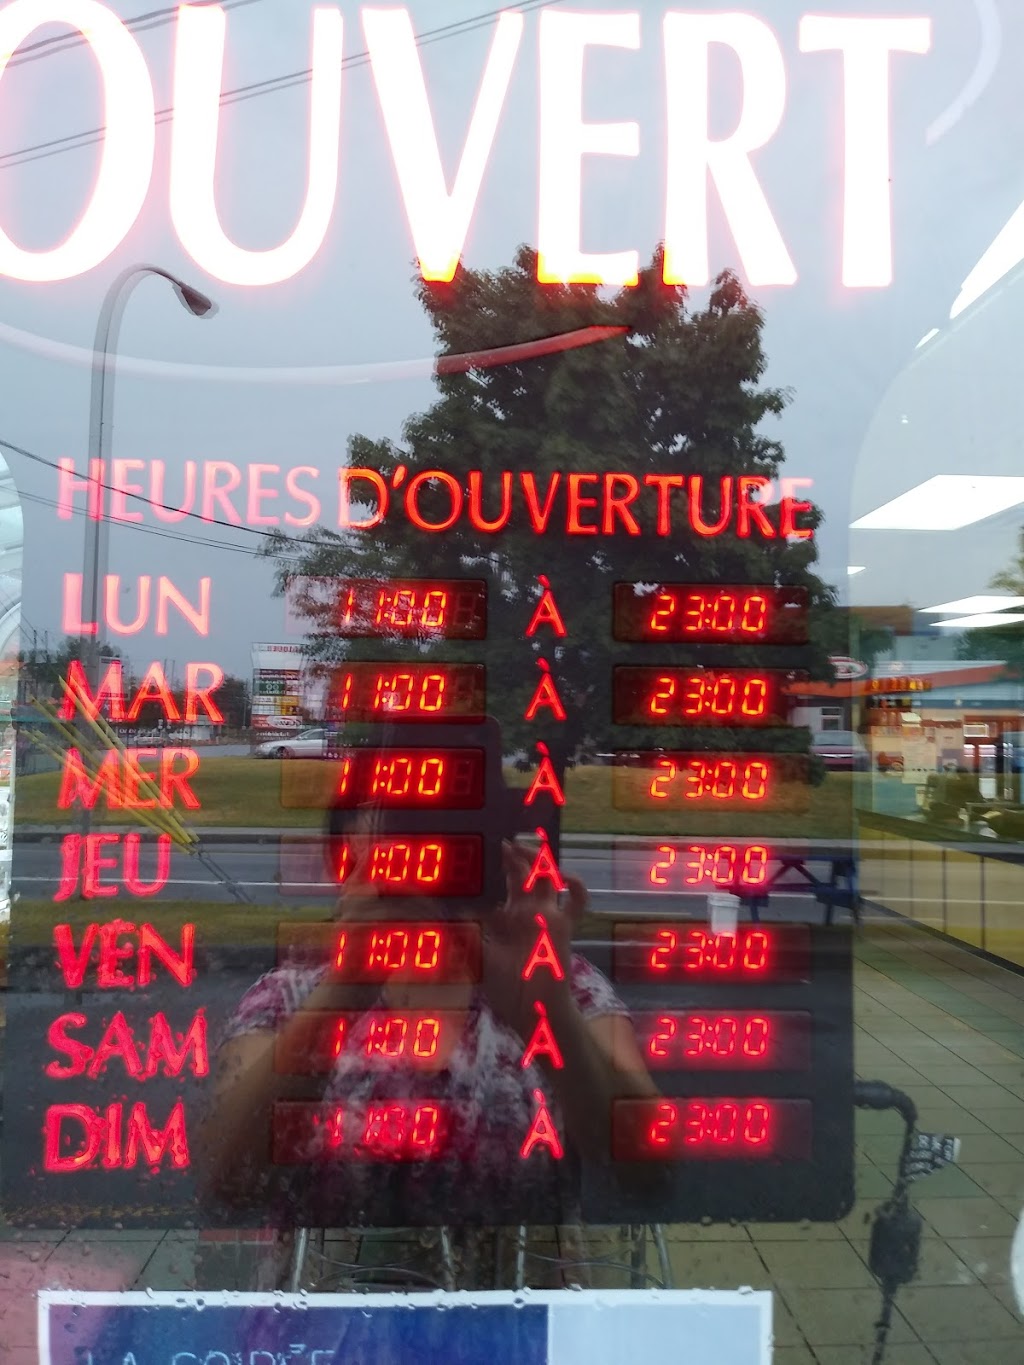 OUVERT
HEURES D'OUVERTURE
LUN 11:00 À 23:00
MAR 11:00 À 23:00
MER 11:00 À 23:00
JEU 11:00 À 23:00
VEN 11:00 À 23:00
SAM 11:00 À 23:00
DIM 11:00 À 23:00